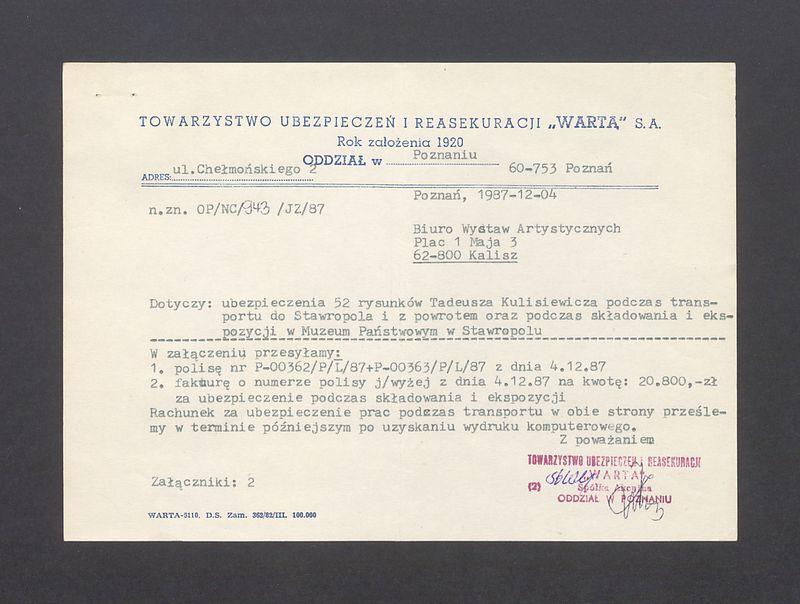 TOWARZYSTWO UBEZPIECZEŃ I REASEKURACJI „WARTA" S.A.
Rok założenia 1920
ODDZIAŁ w Poznaniu
ADRES: ul.Chełmońskiego 2 60-753 Poznań
Poznań, 1987-12-04
n.zn. OP/NC/943 /JZ/87
Biuro Wystaw Artystycznych
Plac 1 Maja 3
62-800 Kalisz
Dotyczy: ubezpieczenia 52 rysunków Tadeusza Kulisiewicza podczas trans-
portu do Stawropola i z powrotem oraz podczas składowania i eks-
pozycji w Muzeum Państwowym w Stawropolu
W załączeniu przesyłamy:
1. polisę nr P-00362/P/L/87+P-00363/P/L/87 z dnia 4.12.87
2. fakturę o numerze polisy j/wyżej z dnia 4.12.87 na kwotę: 20.800,-zł
za ubezpieczenie podczas składowania i ekspozycji
Rachunek za ubezpieczenie prac podczas transportu w obie strony prześle-
my w terminie późniejszym po uzyskaniu wydruku komputerowego.
Z poważaniem
TOWARZYSTWO UBEZPIECZEŃ I REASEKURACJI
WARTA
(2) Spółka Akcyjna
ODDZIAŁ W POZNANIU
Załączniki: 2
WARTA-5110. D.S. Zam. 362/82/III. 100.000